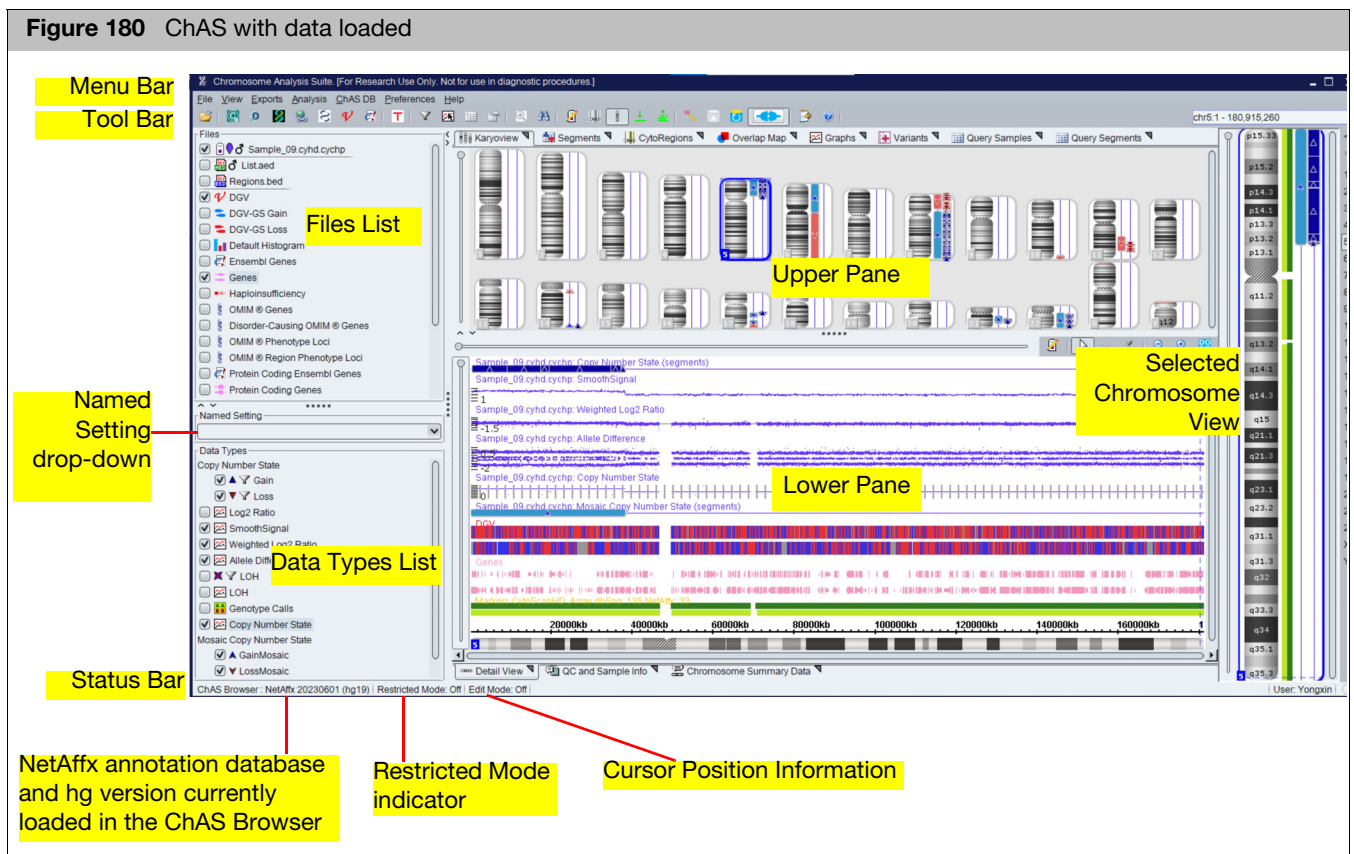 Figure 180 ChAS with data loaded
Menu Bar
Tool Bar
Chromosome Analysis Suite. [For Research Use Only. Not for use in diagnostic procedures.]
File View Exports Analysis ChAS DB Preferences Help
chr5:1 - 180,915,260
Files
Sample_09.cyhd.cychp
List.aed
Regions.bed
DGV
DGV-GS Gain
DGV-GS Loss
Default Histogram
Ensembl Genes
Genes
Haploinsufficiency
OMIM ® Genes
Disorder-Causing OMIM ® Genes
OMIM ® Phenotype Loci
OMIM ® Region Phenotype Loci
Protein Coding Ensembl Genes
Protein Coding Genes
Files List
Named Setting
Named
Setting
drop-down
Data Types
Copy Number State
Gain
Loss
Log2 Ratio
SmoothSignal
Weighted Log2 Ratio
Allele Diff
LOH
LOH
Genotype Calls
Copy Number State
Mosaic Copy Number State
GainMosaic
LossMosaic
Data Types List
Karyoview Segments CytoRegions Overlap Map Graphs Variants Query Samples Query Segments
Upper Pane
Sample_09.cyhd.cychp: Copy Number State (segments)
Sample_09.cyhd.cychp: SmoothSignal
1
Sample_09.cyhd.cychp: Weighted Log2 Ratio
-1.5
Sample_09.cyhd.cychp: Allele Difference
-2
Sample_09.cyhd.cychp: Copy Number State
0
Sample_09.cyhd.cychp: Mosaic Copy Number State (segments)
DGV
Genes
Lower Pane
20000kb 40000kb 60000kb 80000kb 100000kb 120000kb 140000kb 160000kb
5
Detail View QC and Sample Info Chromosome Summary Data
Selected
Chromosome
View
p15.33
p15.2
p14.3
p14.1
p13.3
p13.2
p13.1
q11.2
q13.2
q14.1
q14.3
q15
q21.1
q21.3
q23.1
q23.2
q31.1
q31.3
q32
q33.3
q34
q35.1
q35.3
5
Status Bar
ChAS Browser : NetAffx 20230601 (hg19) Restricted Mode: Off Edit Mode: Off
User: Yongxin
NetAffx annotation database
and hg version currently
loaded in the ChAS Browser
Restricted Mode
indicator
Cursor Position Information